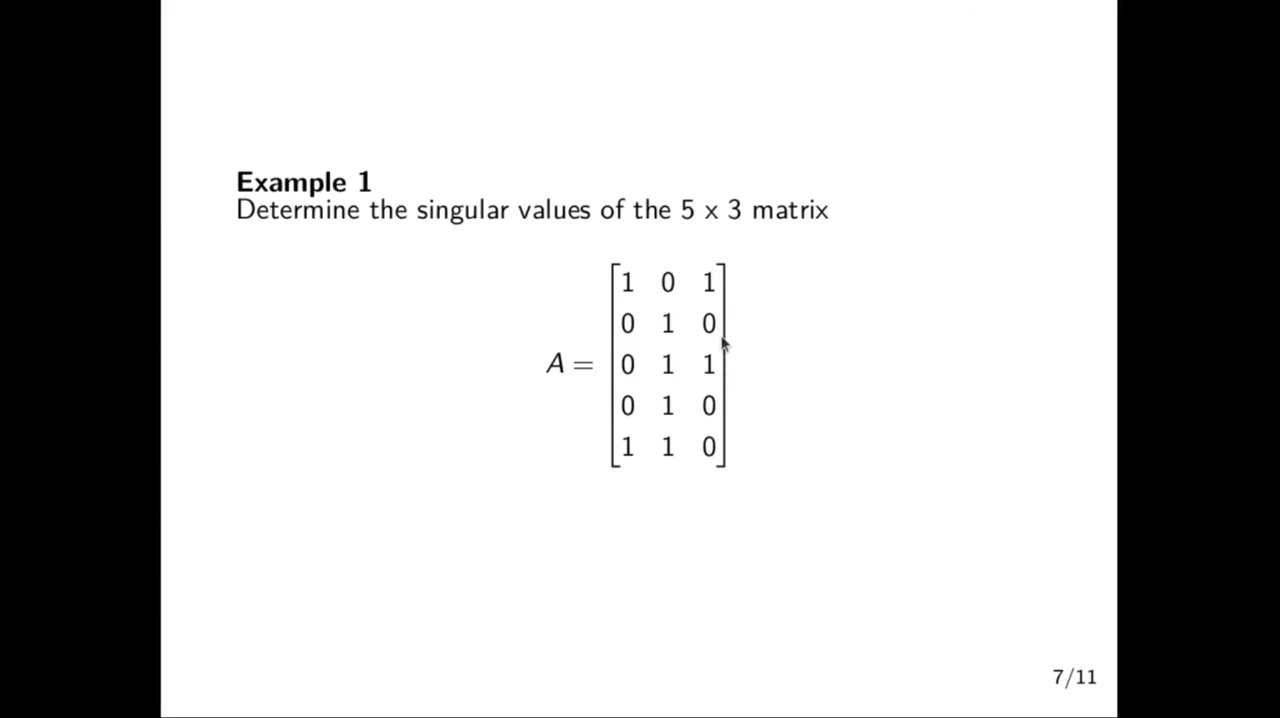 Example 1
Determine the singular values of the 5 x 3 matrix
1 0 1
0 1 0
A = 0 1 1
0 1 0
1 1 0
7/11